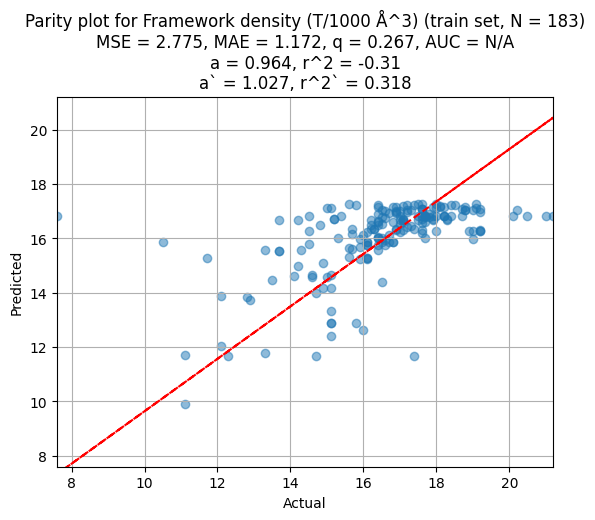 Parity plot for Framework density (T/1000 Å^3) (train set, N = 183)
MSE = 2.775, MAE = 1.172, q = 0.267, AUC = N/A
a = 0.964, r^2 = -0.31
a` = 1.027, r^2` = 0.318
20
18
16
14
12
10
8
Predicted
8 10 12 14 16 18 20
Actual